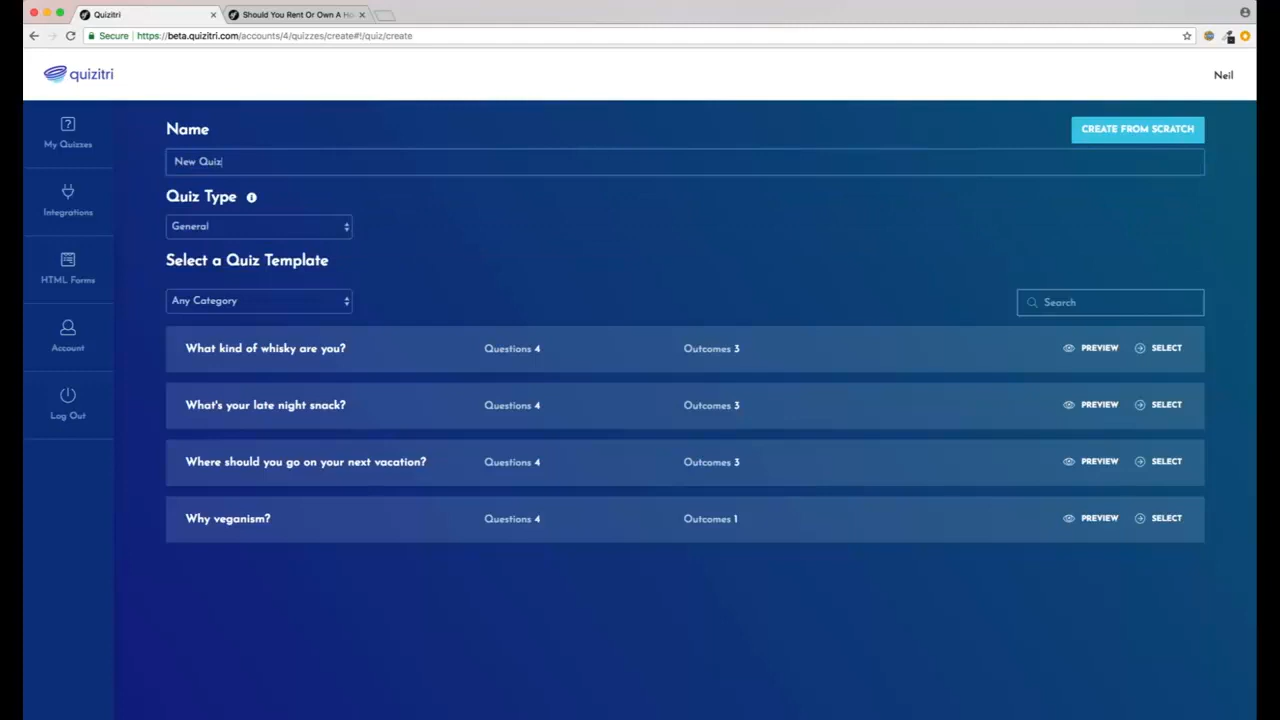 Quizitri
Should You Rent Or Own A Ho
Secure https://beta.quizitri.com/accounts/4/quizzes/create#!/quiz/create
quizitri
Neil
My Quizzes
Integrations
HTML Forms
Account
Log Out
Name
CREATE FROM SCRATCH
New Quiz
Quiz Type
General
Select a Quiz Template
Any Category
Search
What kind of whisky are you? Questions 4 Outcomes 3 PREVIEW SELECT
What's your late night snack? Questions 4 Outcomes 3 PREVIEW SELECT
Where should you go on your next vacation? Questions 4 Outcomes 3 PREVIEW SELECT
Why veganism? Questions 4 Outcomes 1 PREVIEW SELECT